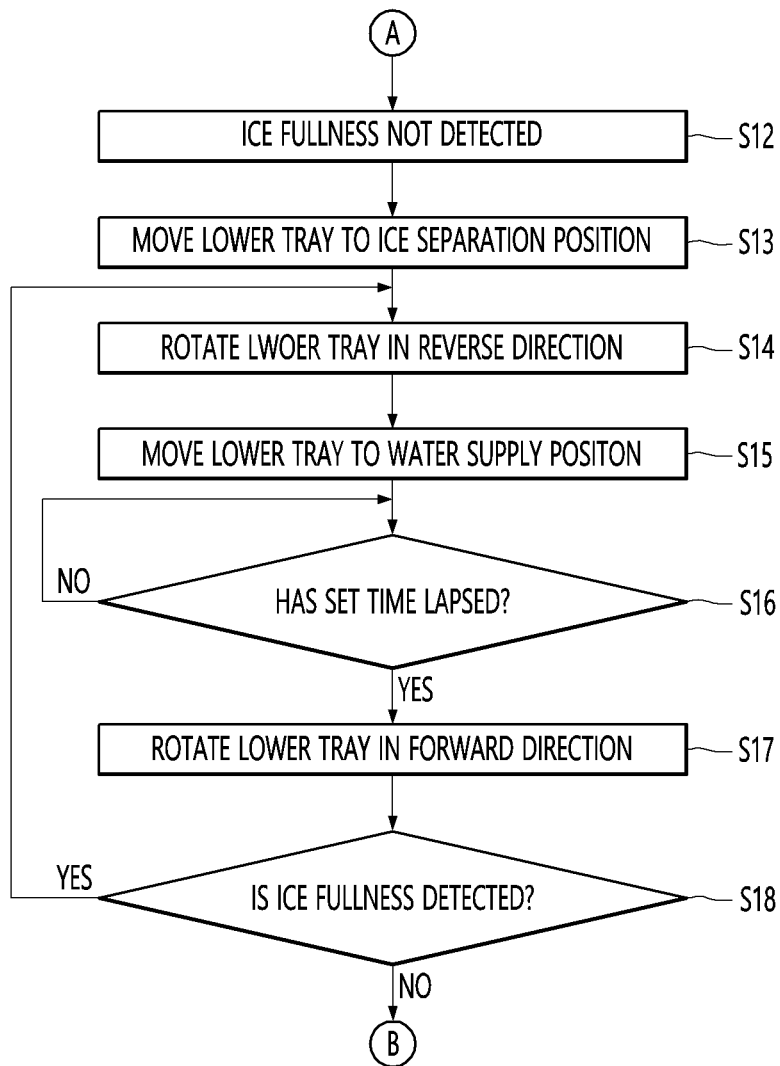 A
ICE FULLNESS NOT DETECTED
S12
MOVE LOWER TRAY TO ICE SEPARATION POSITION
S13
ROTATE LWOER TRAY IN REVERSE DIRECTION
S14
MOVE LOWER TRAY TO WATER SUPPLY POSITON
S15
HAS SET TIME LAPSED?
NO
S16
YES
ROTATE LOWER TRAY IN FORWARD DIRECTION
S17
YES
IS ICE FULLNESS DETECTED?
S18
NO
B